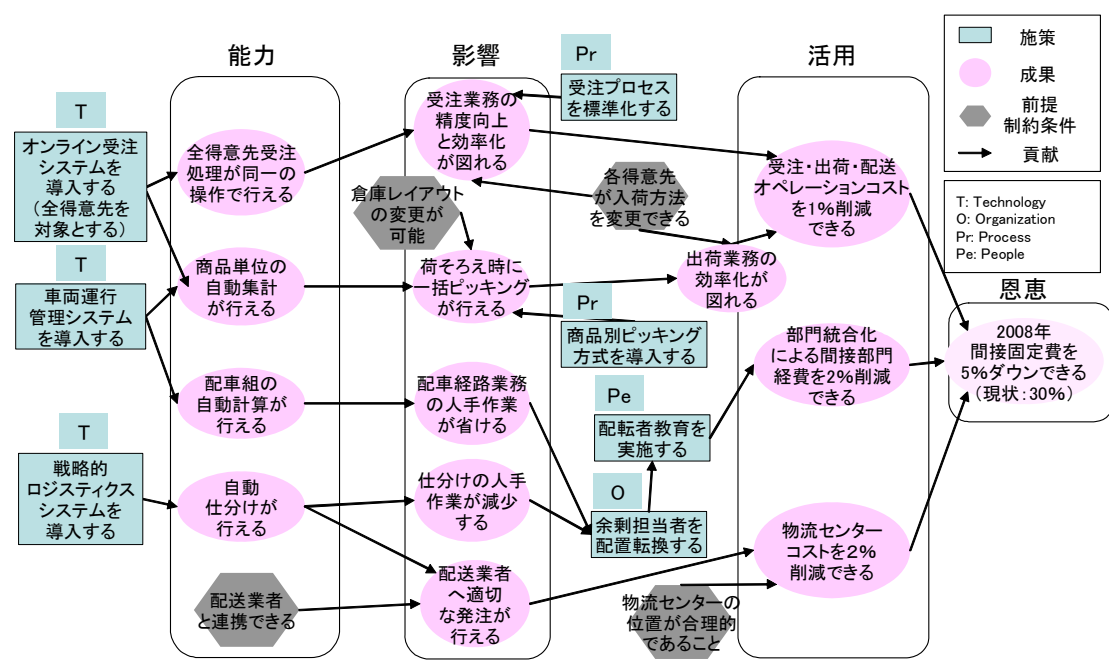 能力
影響
活用
恩恵
施策
成果
前提
制約条件
貢献
T: Technology
O: Organization
Pr: Process
Pe: People
T
オンライン受注
システムを
導入する
(全得意先を
対象とする)
T
車両運行
管理システム
を導入する
T
戦略的
ロジスティクス
システムを
導入する
全得意先受注
処理が同一の
操作で行える
商品単位の
自動集計
が行える
配車組の
自動計算が
行える
自動
仕分けが
行える
配送業者
と連携できる
受注業務の
精度向上
と効率化
が図れる
倉庫レイアウト
の変更が
可能
荷そろえ時に
一括ピッキング
が行える
配車経路業務
の人手作業
が省ける
仕分けの人手
作業が減少
する
配送業者
へ適切
な発注が
行える
Pr
受注プロセス
を標準化する
各得意先
が入荷方法
を変更できる
出荷業務の
効率化が
図れる
Pr
商品別ピッキング
方式を導入する
Pe
配転者教育を
実施する
O
余剰担当者を
配置転換する
物流センターの
位置が合理的
であること
受注・出荷・配送
オペレーションコスト
を1%削減
できる
部門統合化
による間接部門
経費を2%削減
できる
物流センター
コストを2%
削減できる
2008年
間接固定費を
5%ダウンできる
(現状:30%)